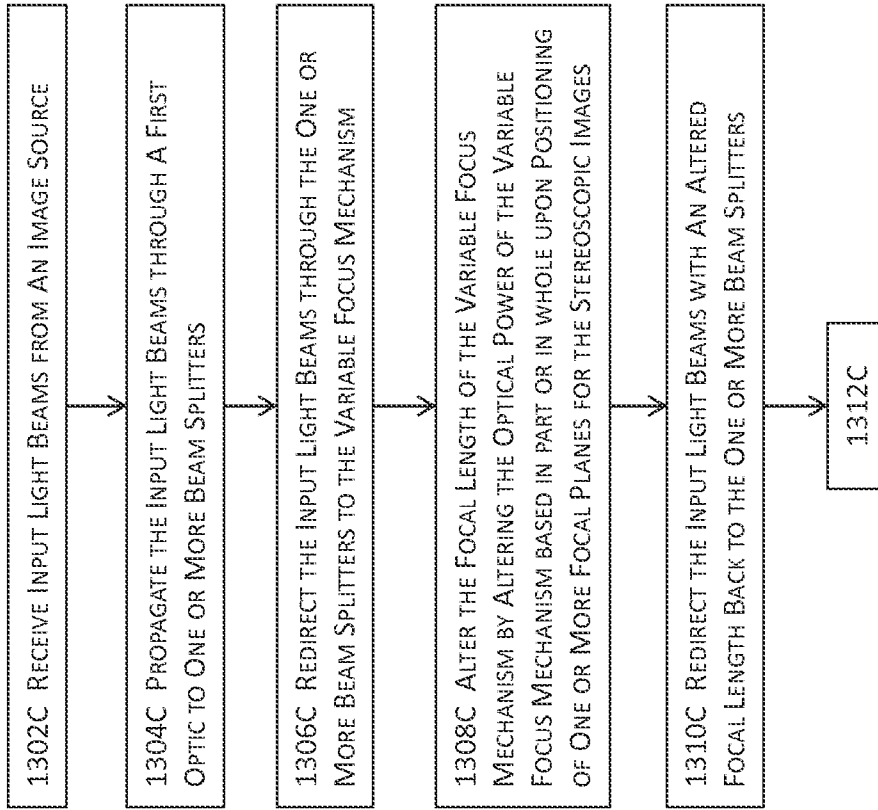 1302C RECEIVE INPUT LIGHT BEAMS FROM AN IMAGE SOURCE
1304C PROPAGATE THE INPUT LIGHT BEAMS THROUGH A FIRST
OPTIC TO ONE OR MORE BEAM SPLITTERS
1306C REDIRECT THE INPUT LIGHT BEAMS THROUGH THE ONE OR
MORE BEAM SPLITTERS TO THE VARIABLE FOCUS MECHANISM
1308C ALTER THE FOCAL LENGTH OF THE VARIABLE FOCUS
MECHANISM BY ALTERING THE OPTICAL POWER OF THE VARIABLE
FOCUS MECHANISM BASED IN PART OR IN WHOLE UPON POSITIONING
OF ONE OR MORE FOCAL PLANES FOR THE STEREOSCOPIC IMAGES
1310C REDIRECT THE INPUT LIGHT BEAMS WITH AN ALTERED
FOCAL LENGTH BACK TO THE ONE OR MORE BEAM SPLITTERS
1312C